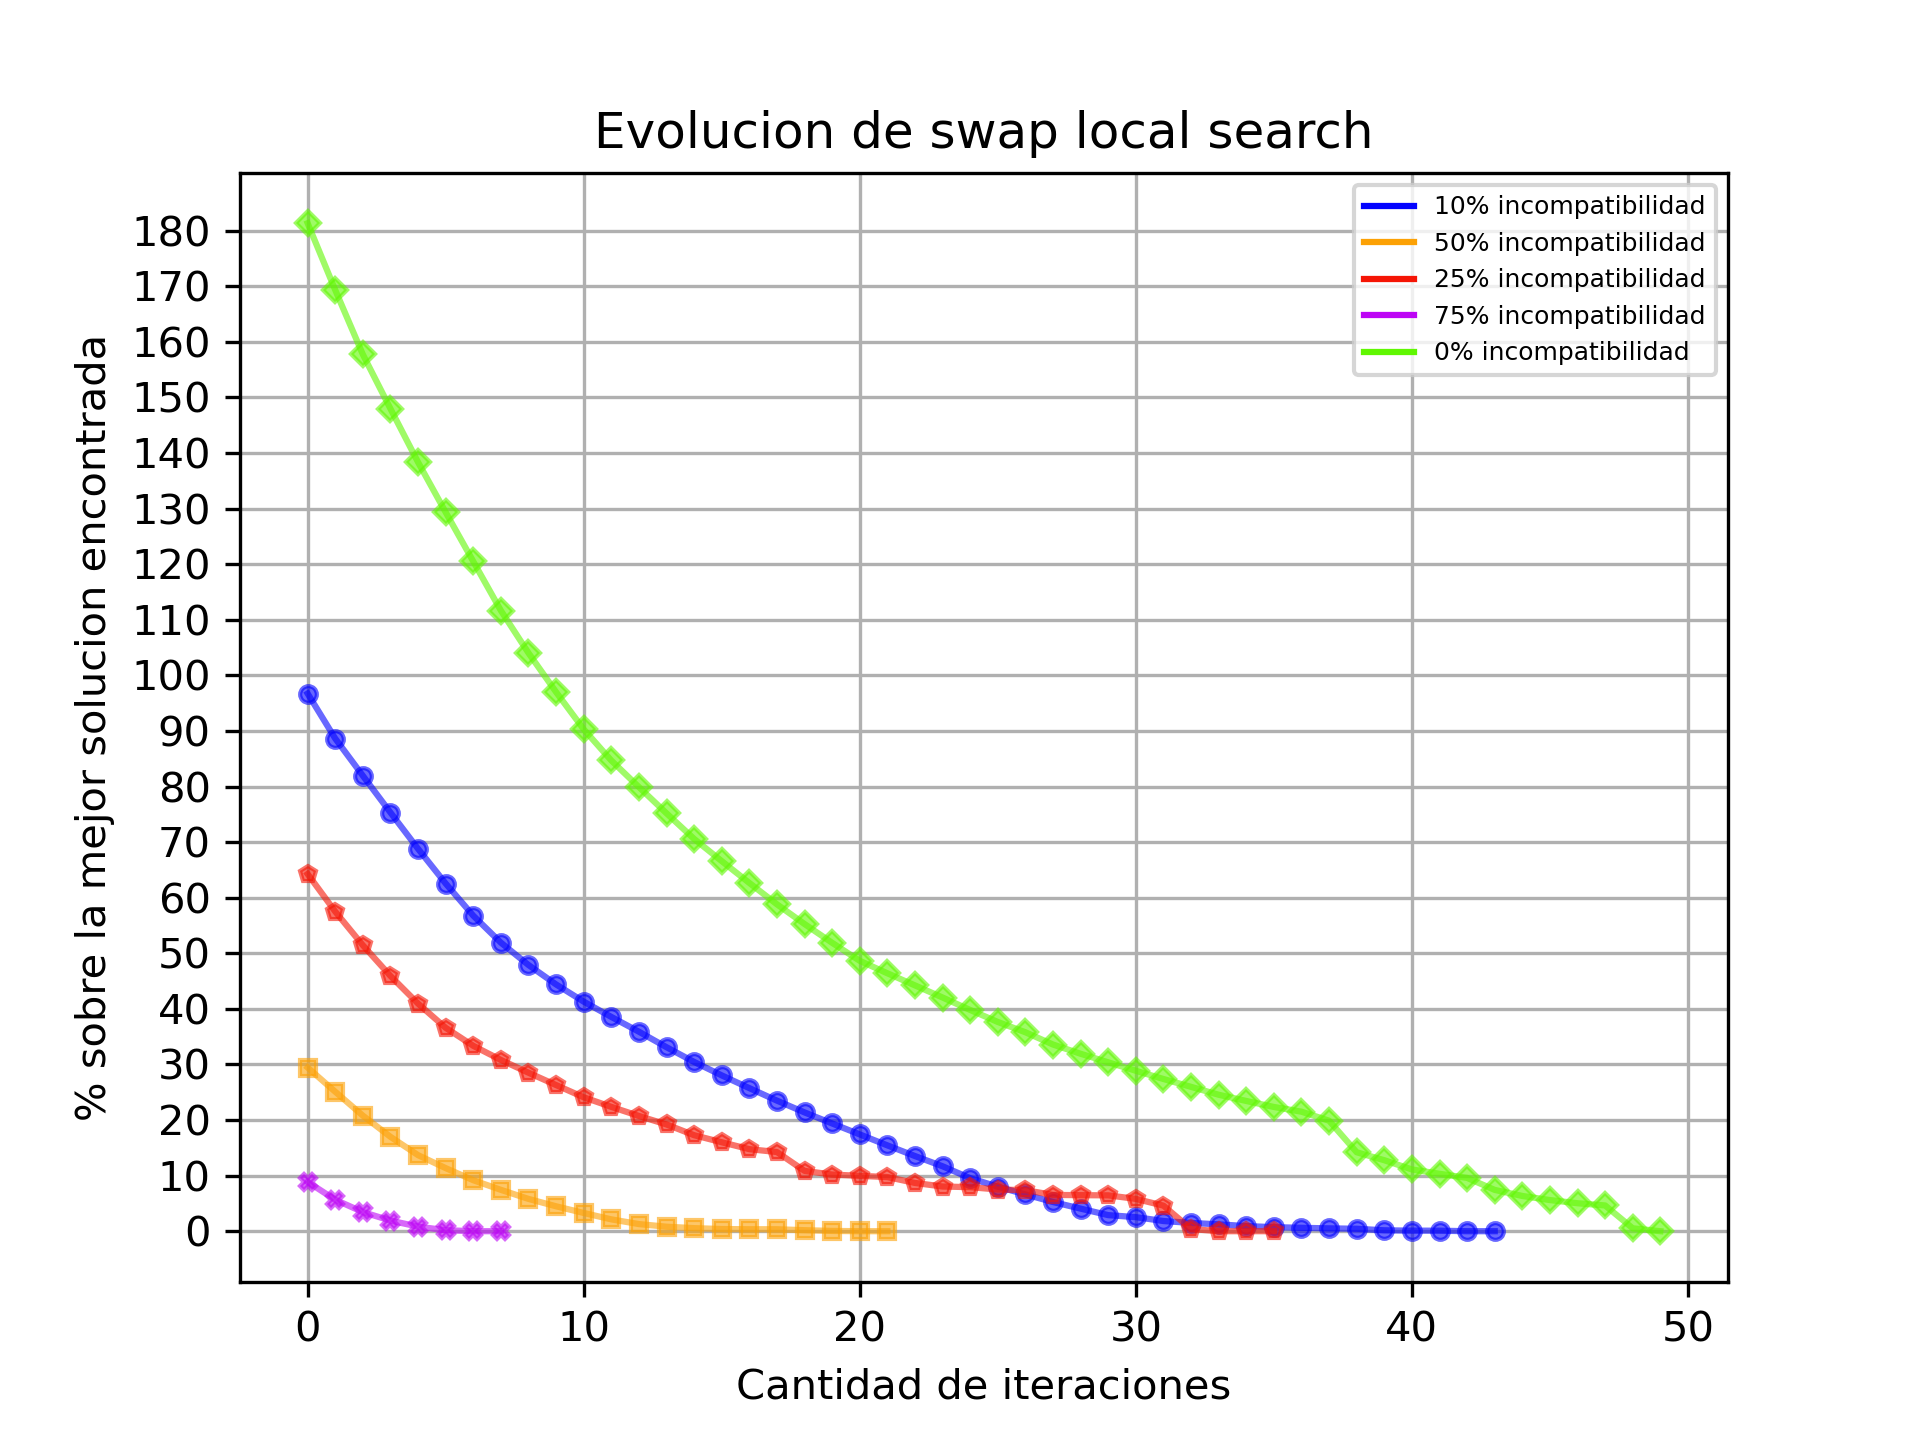 Evolucion de swap local search
10% incompatibilidad
50% incompatibilidad
25% incompatibilidad
75% incompatibilidad
0% incompatibilidad
% sobre la mejor solucion encontrada
180
170
160
150
140
130
120
110
100
90
80
70
60
50
40
30
20
10
0
0 10 20 30 40 50
Cantidad de iteraciones